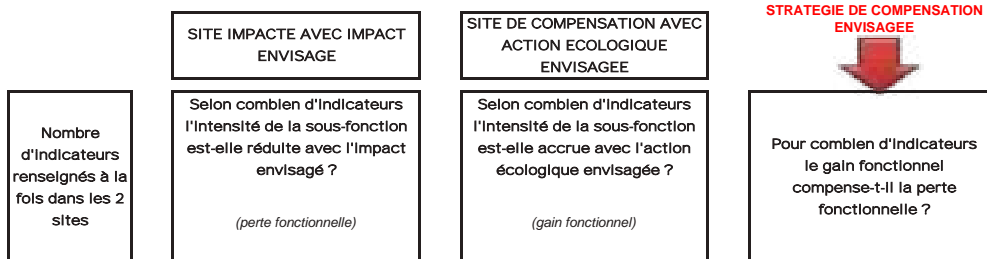 STRATEGIE DE COMPENSATION
ENVISAGEE
SITE IMPACTE AVEC IMPACT
ENVISAGE
SITE DE COMPENSATION AVEC
ACTION ECOLOGIQUE
ENVISAGEE
Nombre
d'indicateurs
renseignés à la
fois dans les 2
sites
Selon combien d'indicateurs
l'intensité de la sous-fonction
est-elle réduite avec l'impact
envisagé ?
(perte fonctionnelle)
Selon combien d'indicateurs
l'intensité de la sous-fonction
est-elle accrue avec l'action
écologique envisagée ?
(gain fonctionnel)
Pour combien d'indicateurs
le gain fonctionnel
compense-t-il la perte
fonctionnelle ?